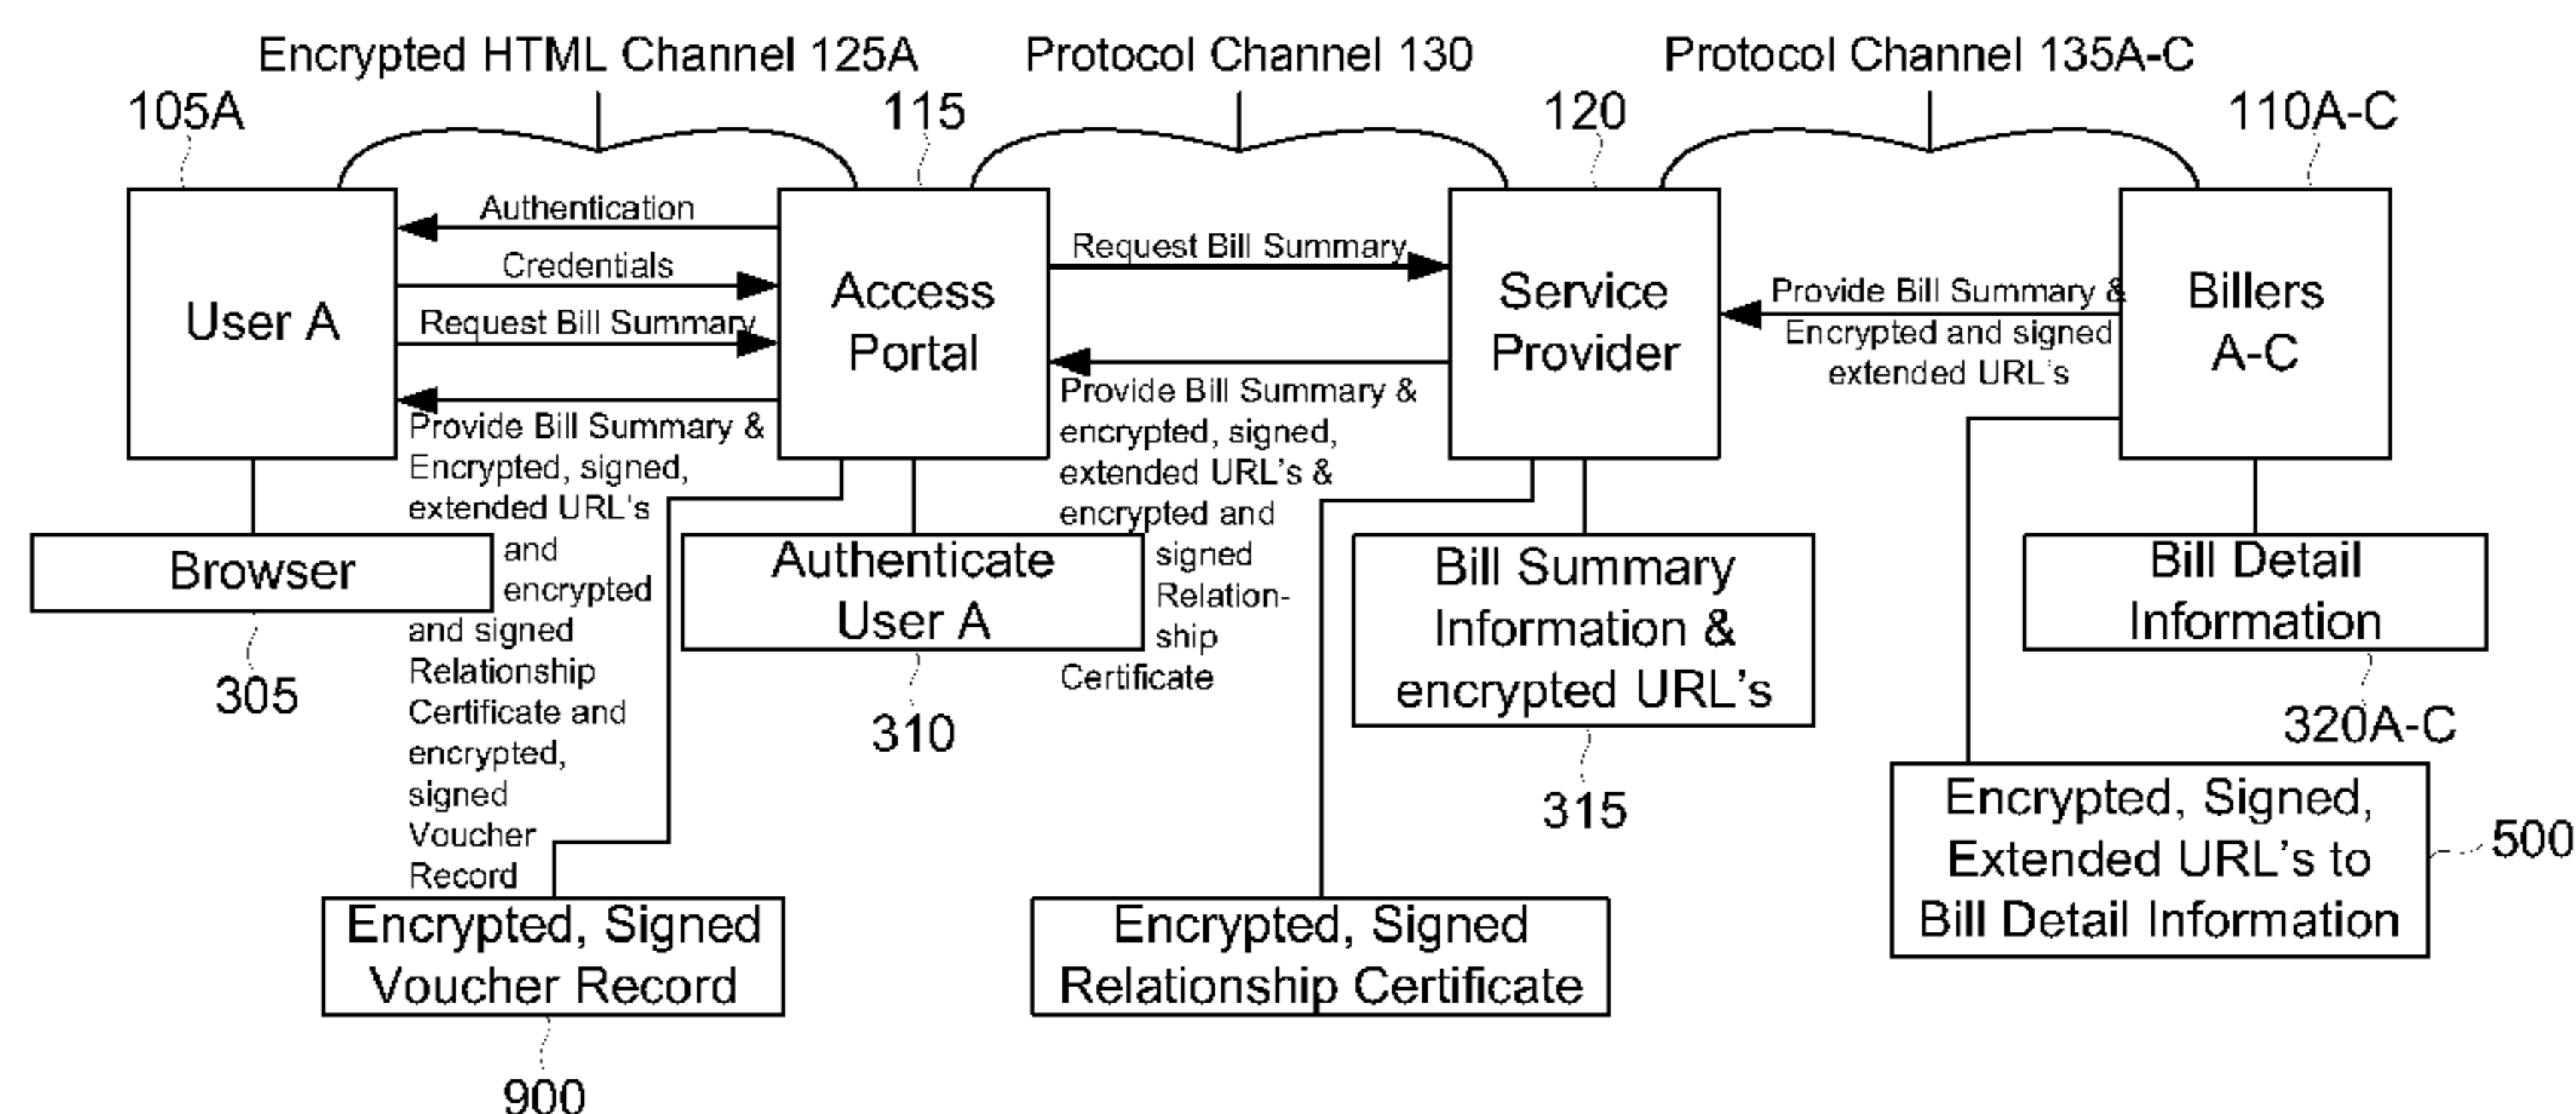 Encrypted HTML Channel 125A
Protocol Channel 130
Protocol Channel 135A-C
105A
115
120
110A-C
User A
Authentication
Credentials
Request Bill Summary
Provide Bill Summary &
Encrypted, signed,
extended URL's
and
encrypted
and signed
Relationship
Certificate and
encrypted,
signed
Voucher
Record
Access
Portal
Request Bill Summary
Provide Bill Summary &
encrypted, signed,
extended URL's &
encrypted and
signed
Relation-
ship
Certificate
Service
Provider
Provide Bill Summary &
Encrypted and signed
extended URL's
Billers
A-C
Browser
305
Authenticate
User A
310
Bill Summary
Information &
encrypted URL's
315
Bill Detail
Information
320A-C
Encrypted, Signed,
Extended URL's to
Bill Detail Information
500
Encrypted, Signed
Voucher Record
900
Encrypted, Signed
Relationship Certificate